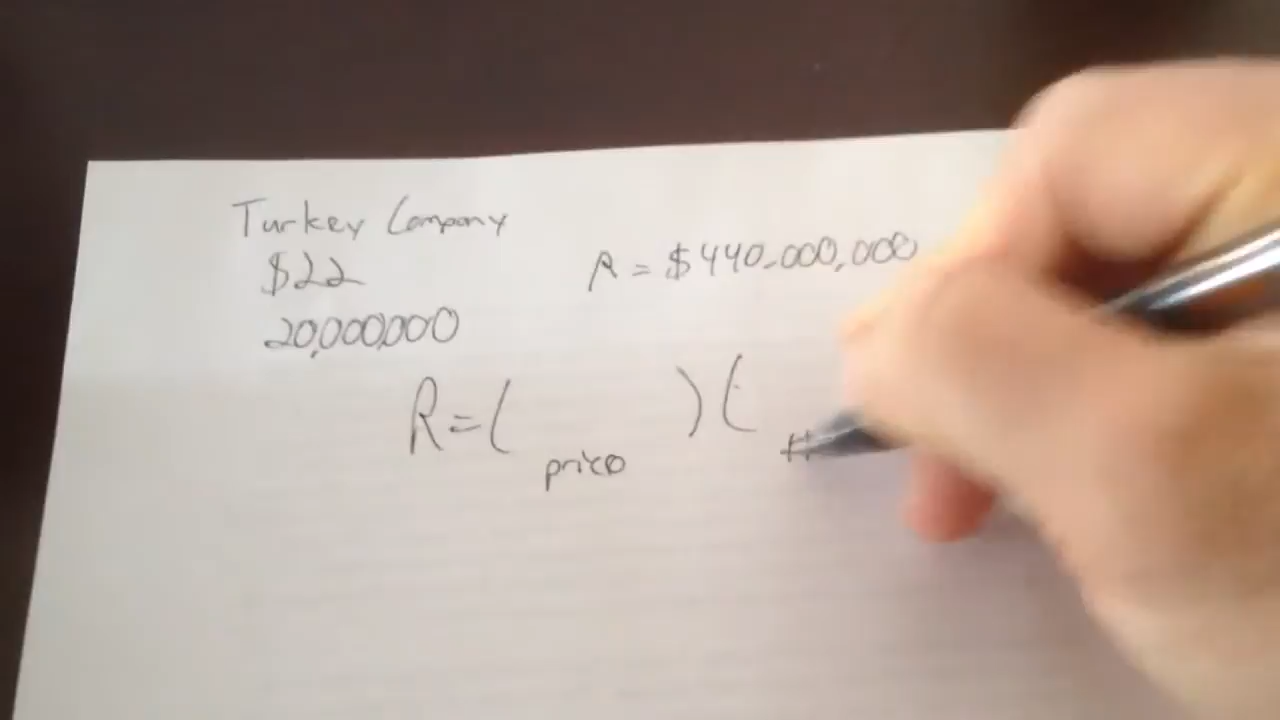 Turkey Company
$22
R = $440,000,000
20,000,000
R = (        ) (
price
#